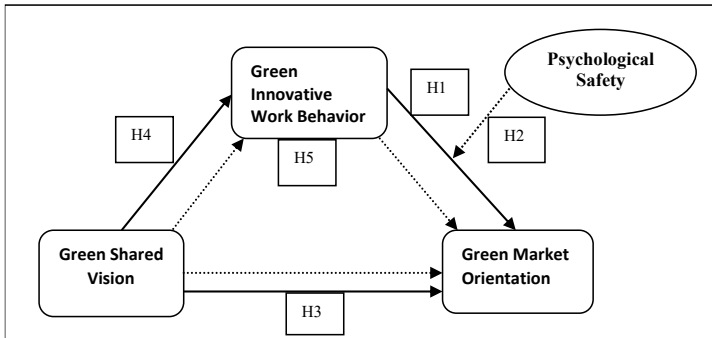 Green
Innovative
Work Behavior
H1
Psychological
Safety
H4
H5
H2
Green Shared
Vision
Green Market
Orientation
H3